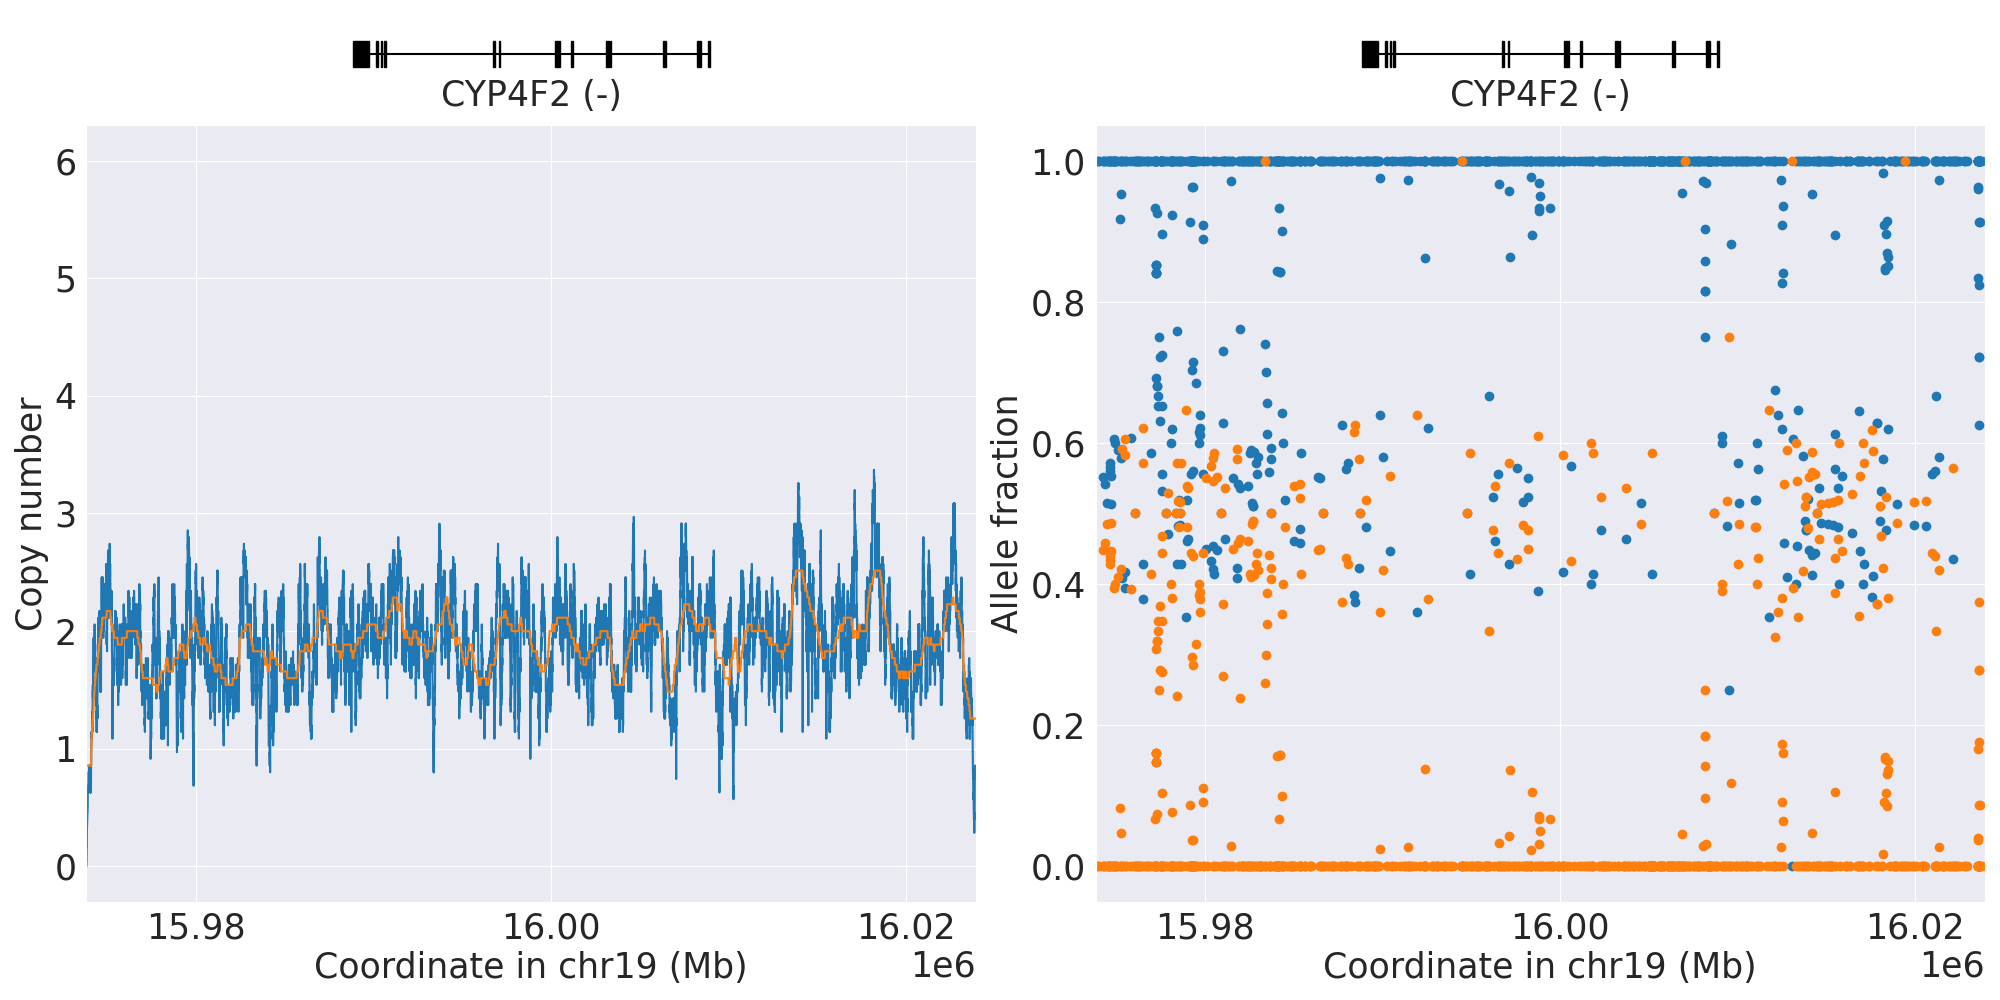 CYP4F2 (-)
6
5
4
3
2
1
0
Copy number
15.98
16.00
16.02
Coordinate in chr19 (Mb)
1e6
CYP4F2 (-)
1.0
0.8
0.6
0.4
0.2
0.0
Allele fraction
15.98
16.00
16.02
Coordinate in chr19 (Mb)
1e6